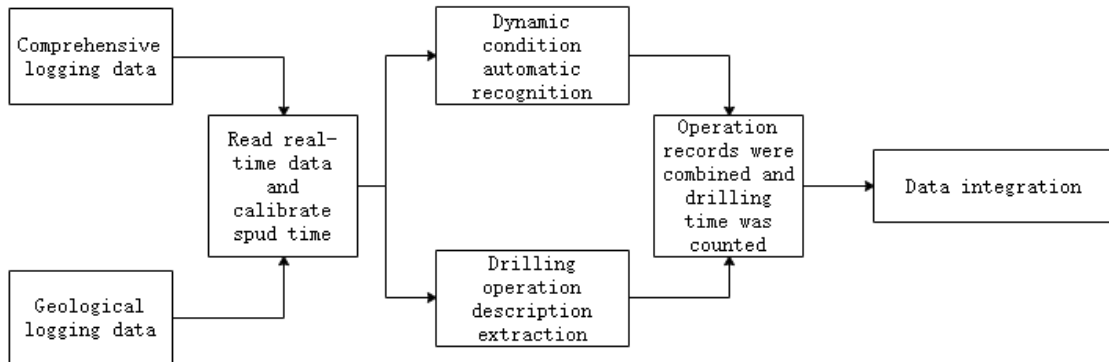 Comprehensive
logging data
Geological
logging data
Read real-
time data
and
calibrate
spud time
Dynamic
condition
automatic
recognition
Drilling
operation
description
extraction
Operation
records were
combined and
drilling
time was
counted
Data integration